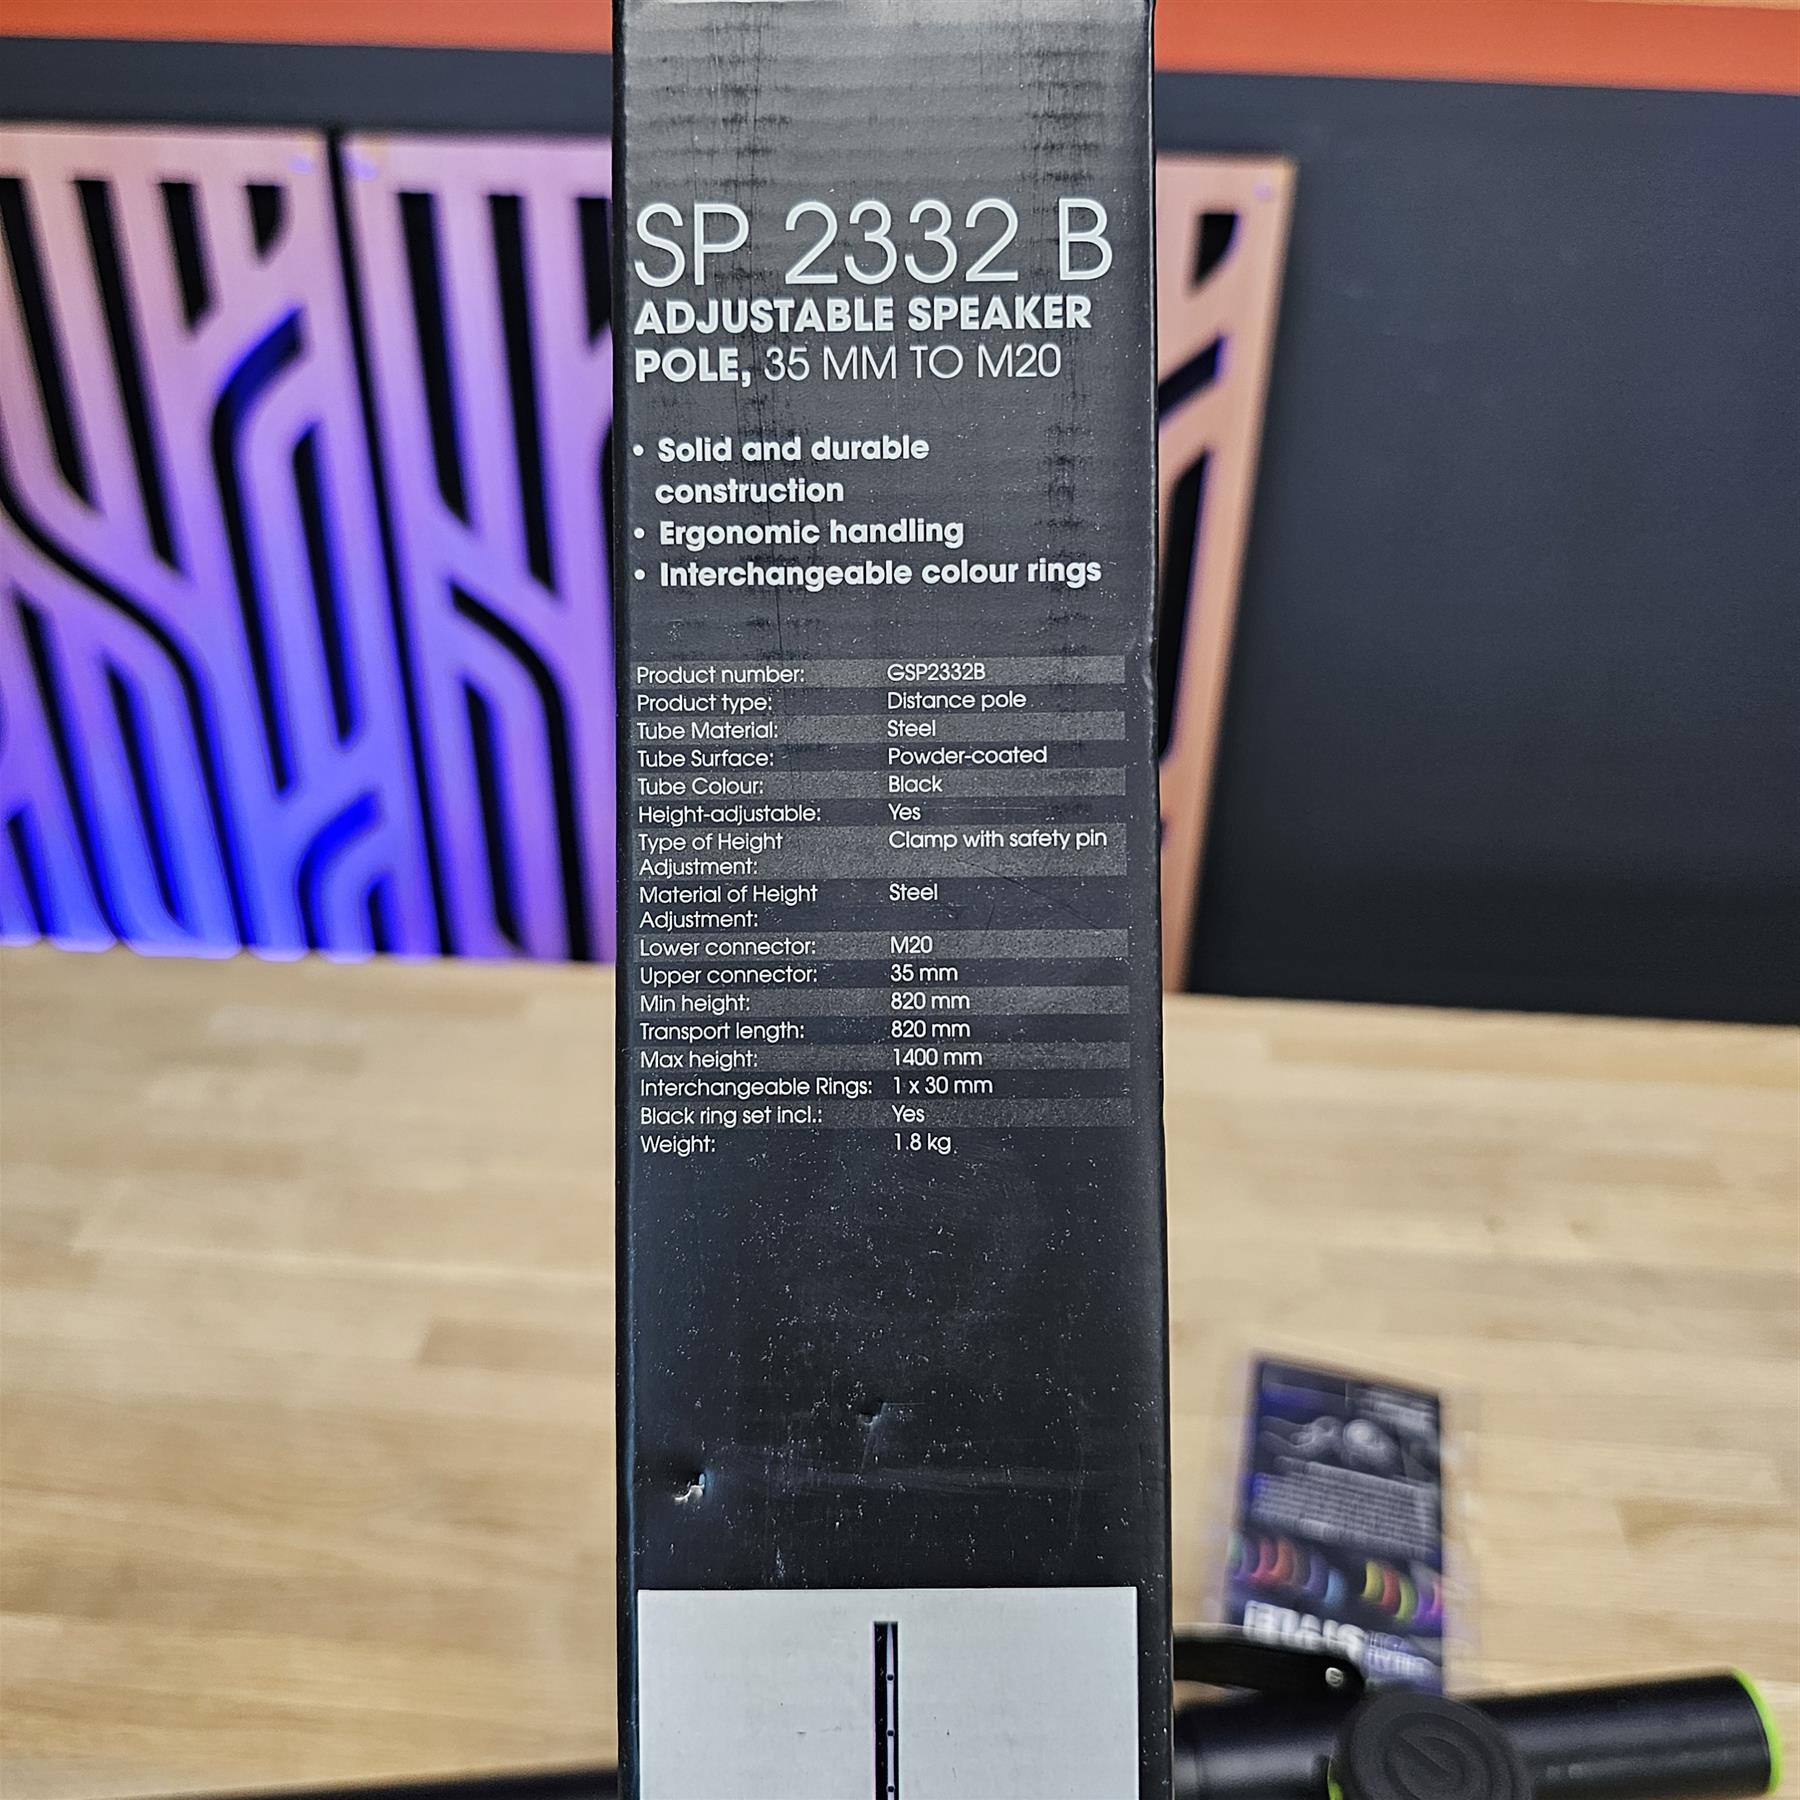 SP 2332 B
ADJUSTABLE SPEAKER
POLE, 35 MM TO M20
• Solid and durable
construction
• Ergonomic handling
• Interchangeable colour rings
Product number: GSP2332B
Product type: Distance pole
Tube Material: Steel
Tube Surface: Powder-coated
Tube Colour: Black
Height-adjustable: Yes
Type of Height Clamp with safety pin
Adjustment:
Material of Height Steel
Adjustment:
Lower connector: M20
Upper connector: 35 mm
Min height: 820 mm
Transport length: 820 mm
Max height: 1400 mm
Interchangeable Rings: 1 x 30 mm
Black ring set incl.: Yes
Weight: 1.8 kg